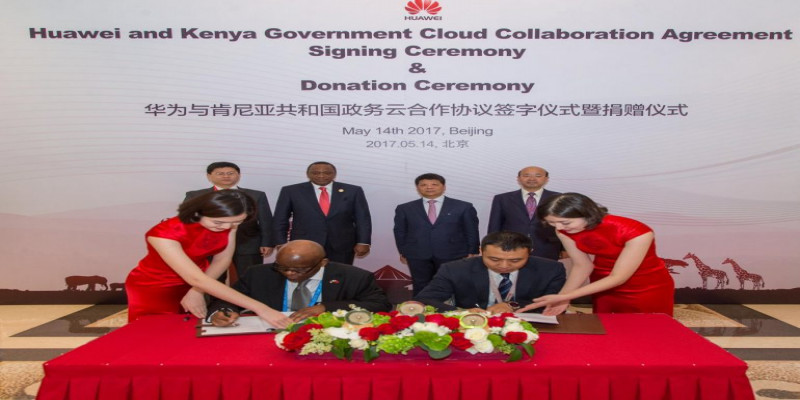 HUAWEI
Huawei and Kenya Government Cloud Collaboration Agreement
Signing Ceremony
&
Donation Ceremony
华为与肯尼亚共和国政务云合作协议签字仪式暨捐赠仪式
May 14th 2017, Beijing
2017.05.14, 北京